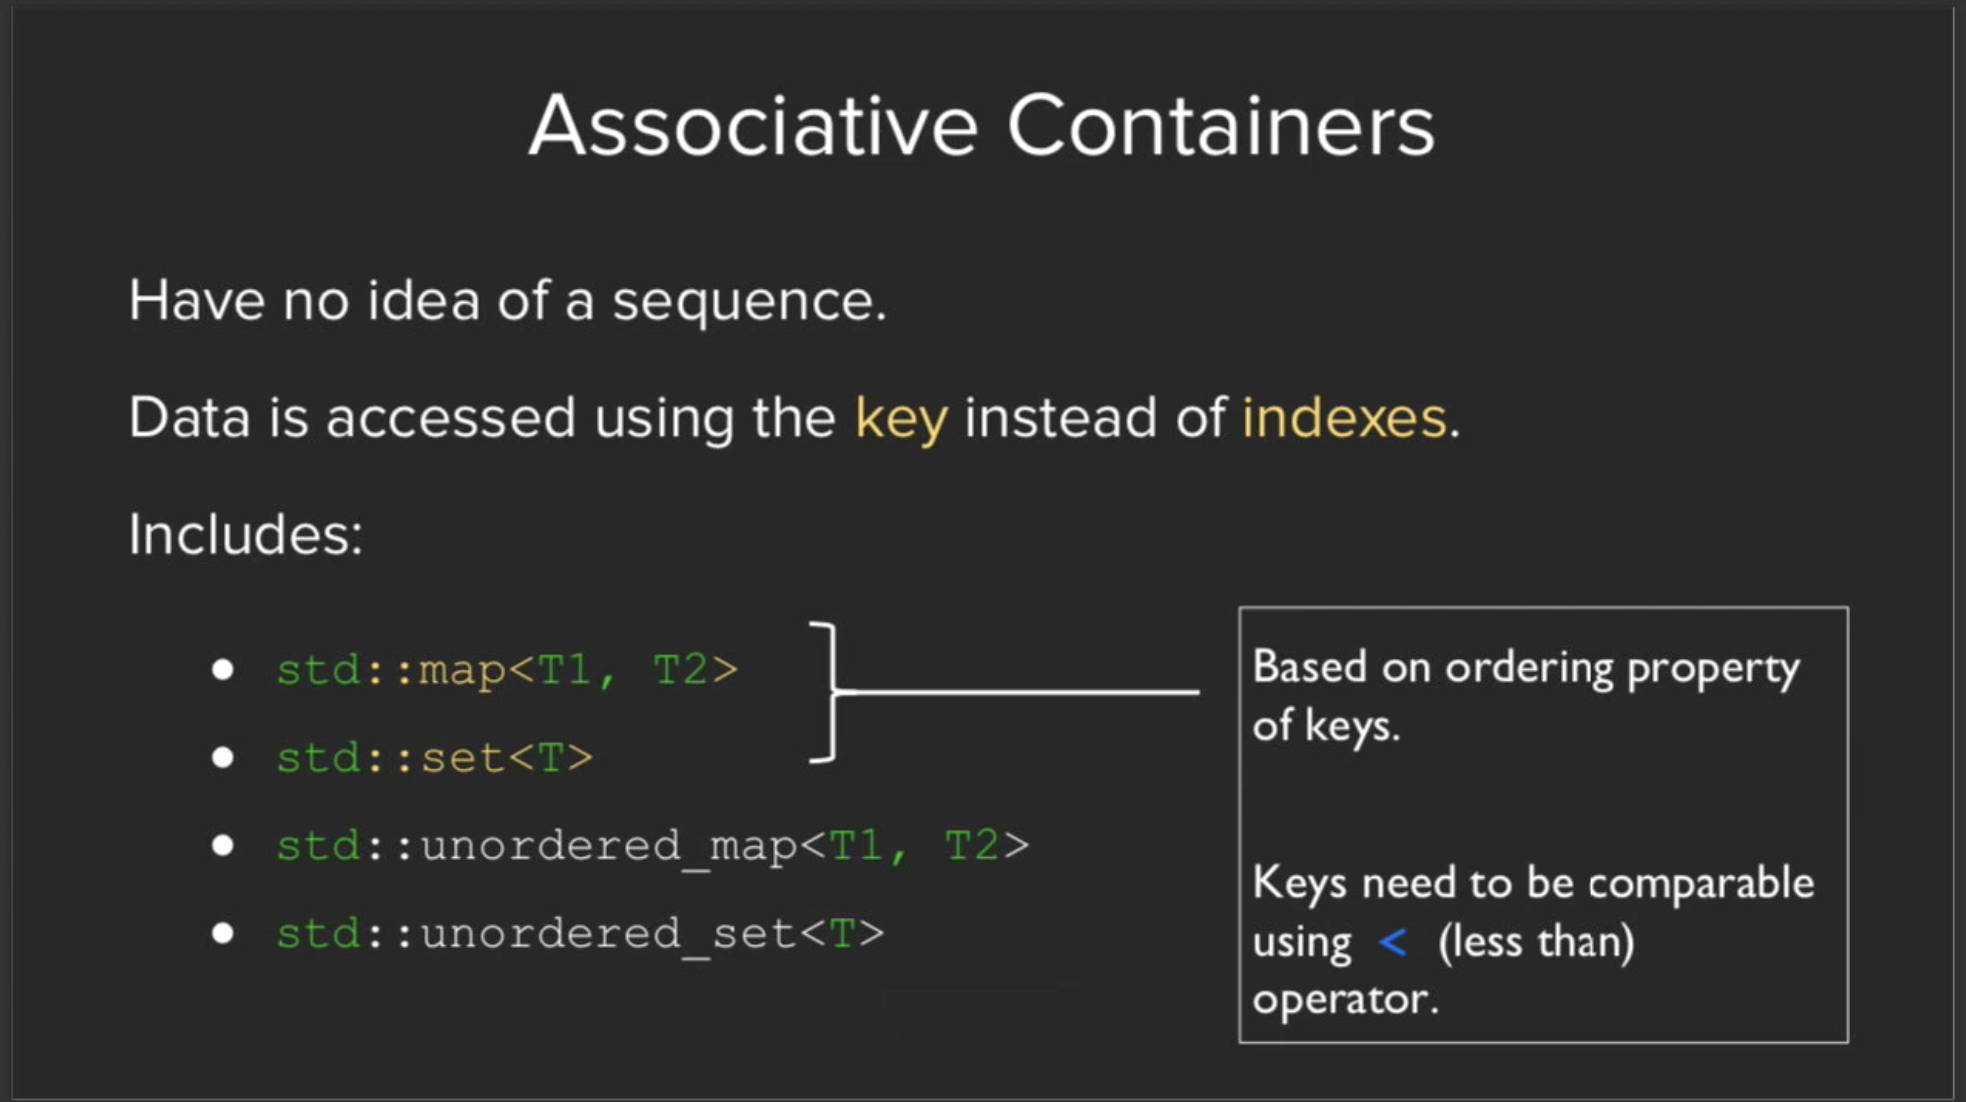 Associative Containers
Have no idea of a sequence.
Data is accessed using the key instead of indexes.
Includes:
● std::map<T1, T2>
● std::set<T>
● std::unordered_map<T1, T2>
● std::unordered_set<T>
Based on ordering property
of keys.
Keys need to be comparable
using < (less than)
operator.